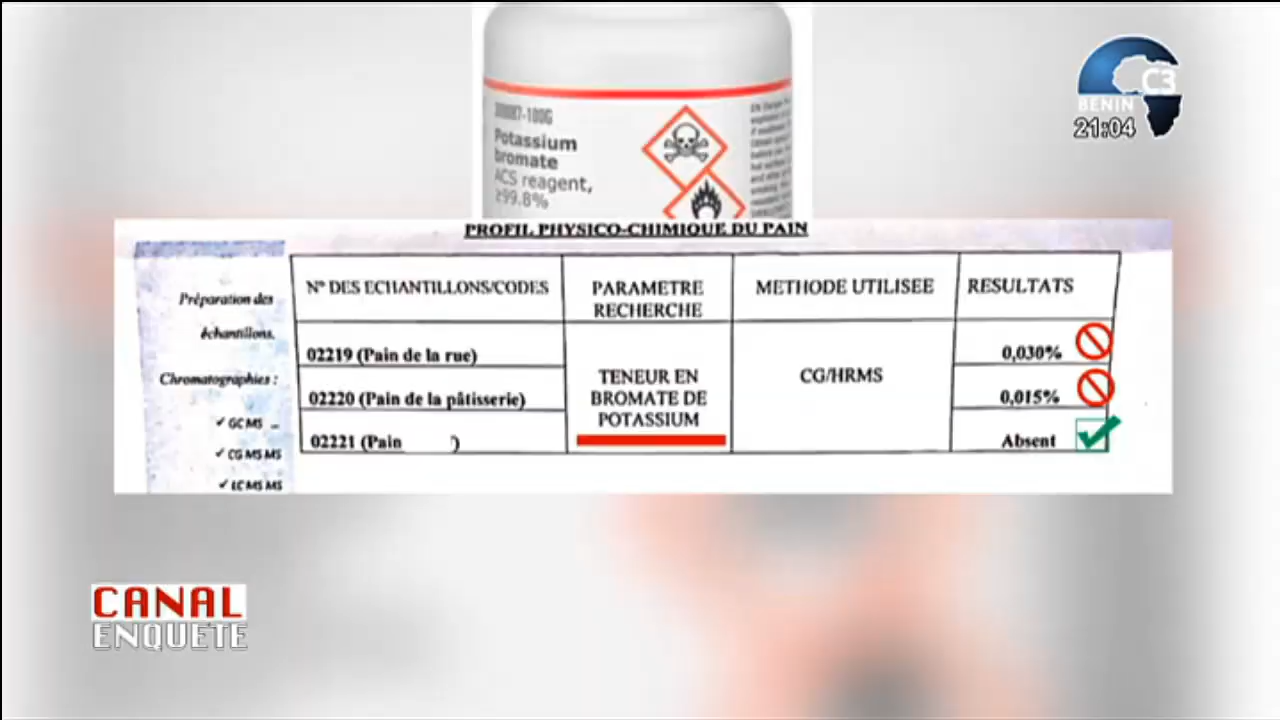 Potassium
bromate
ACS reagent,
≥99.8%
C3
BENIN
21:04
PROFIL PHYSICO-CHIMIQUE DU PAIN
Préparation des
échantillons.
Chromatographies :
✓ GC MS
✓ CG MS MS
✓ LC MS MS
N° DES ECHANTILLONS/CODES
PARAMETRE
RECHERCHE
METHODE UTILISEE
RESULTATS
02219 (Pain de la rue)
02220 (Pain de la pâtisserie)
02221 (Pain )
TENEUR EN
BROMATE DE
POTASSIUM
CG/HRMS
0,030%
0,015%
Absent
CANAL
ENQUETE